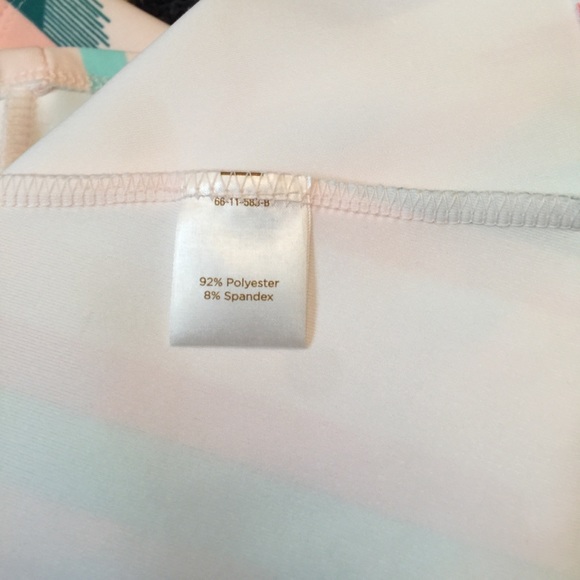 66-11-583-B
92% Polyester
8% Spandex